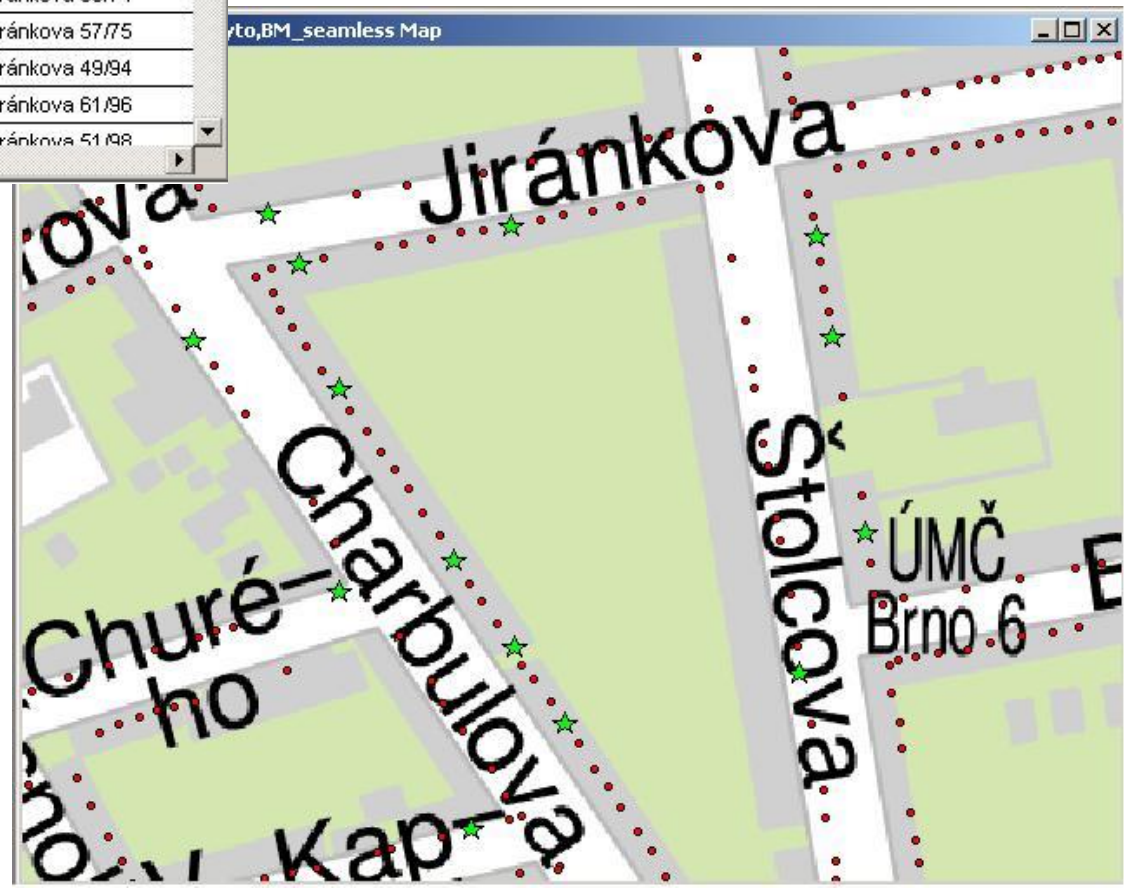 ránkova 57/75
ránkova 49/94
ránkova 61/96
ránkova 51/98
yto,BM_seamless Map
Jiránkova
rova
Charbulova
Štolcova
ÚMČ
Brno 6
Churé–
ho
Kap–